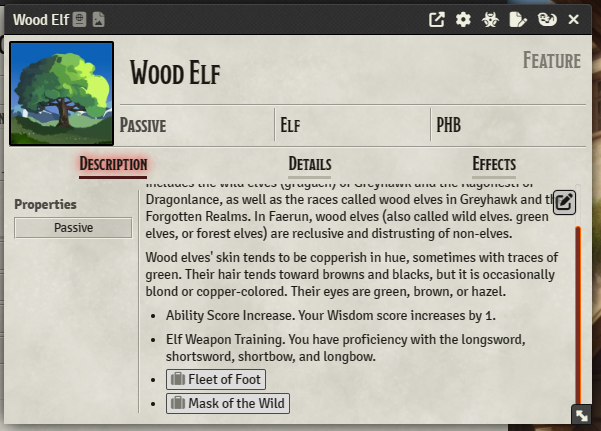 Wood Elf
Wood Elf
Feature
Passive
Elf
PHB
Description
Details
Effects
Properties
Passive
includes the wild elves (grugach) of Greyhawk and the Kagonesti of
Dragonlance, as well as the races called wood elves in Greyhawk and
Forgotten Realms. In Faerun, wood elves (also called wild elves. green
elves, or forest elves) are reclusive and distrusting of non-elves.
Wood elves' skin tends to be copperish in hue, sometimes with traces of
green. Their hair tends toward browns and blacks, but it is occasionally
blond or copper-colored. Their eyes are green, brown, or hazel.
• Ability Score Increase. Your Wisdom score increases by 1.
• Elf Weapon Training. You have proficiency with the longsword,
shortsword, shortbow, and longbow.
• Fleet of Foot
• Mask of the Wild